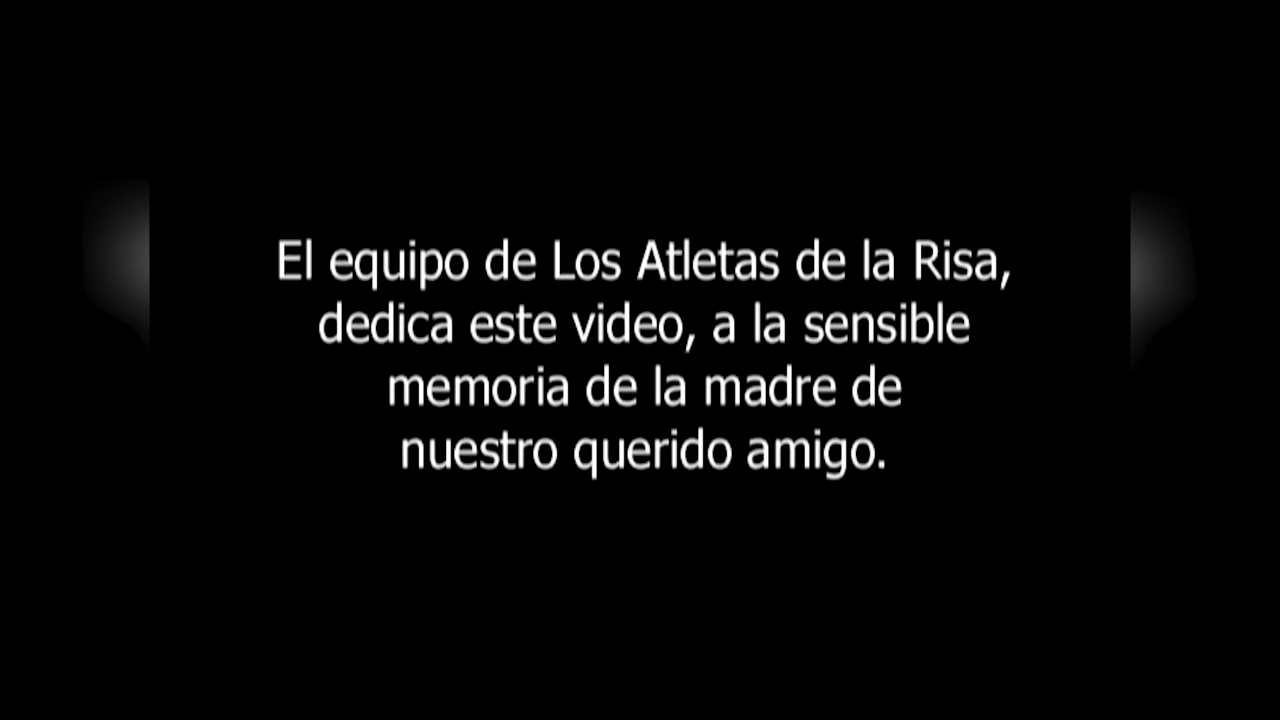 El equipo de Los Atletas de la Risa,
dedica este video, a la sensible
memoria de la madre de
nuestro querido amigo.